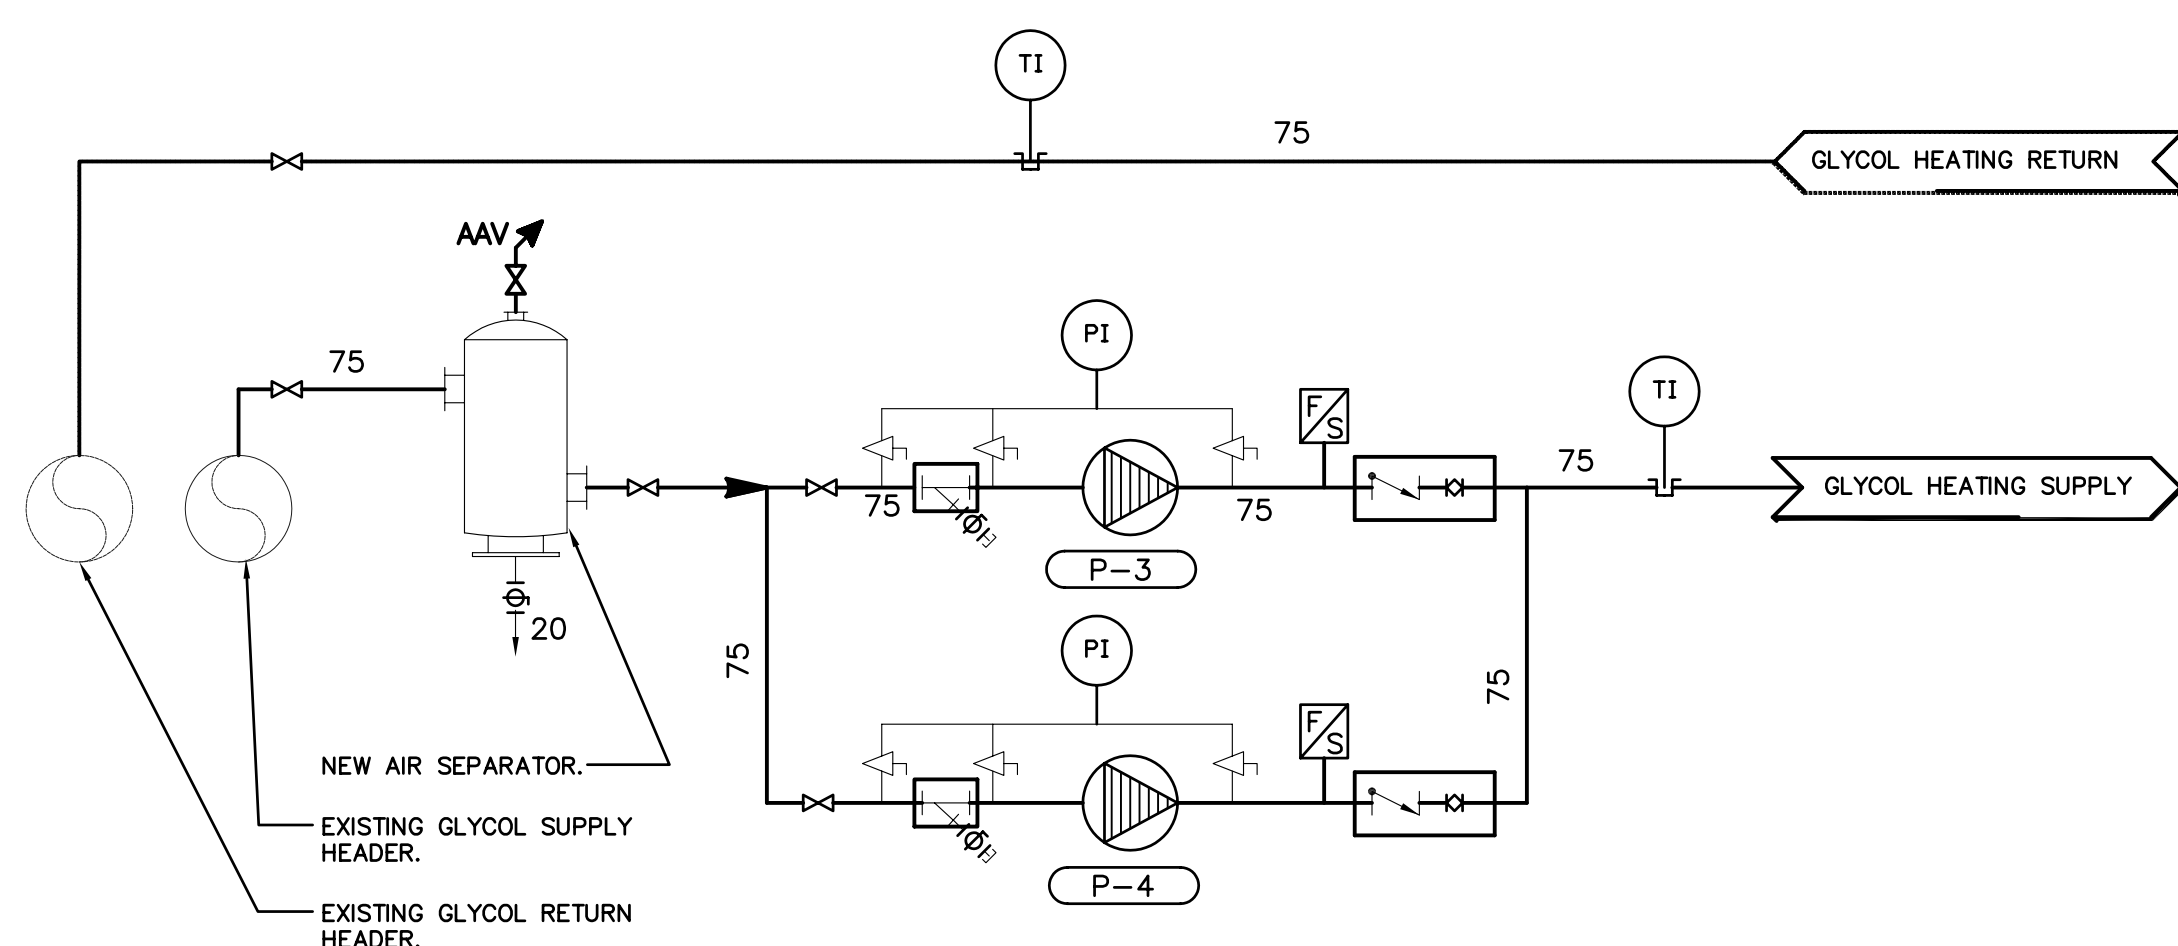 TI
75
GLYCOL HEATING RETURN
AAV
75
PI
F/S
TI
75
GLYCOL HEATING SUPPLY
75
75
P-3
20
75
PI
75
F/S
NEW AIR SEPARATOR.
EXISTING GLYCOL SUPPLY
HEADER.
P-4
EXISTING GLYCOL RETURN
HEADER.